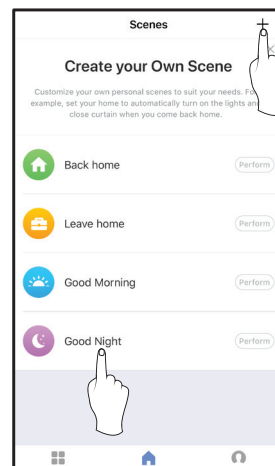 Scenes
Create your Own Scene
Customize your own personal scenes to suit your needs. For
example, set your home to automatically turn on the lights and
close curtain when you come back home.
Back home
Perform
Leave home
Perform
Good Morning
Perform
Good Night
Perform